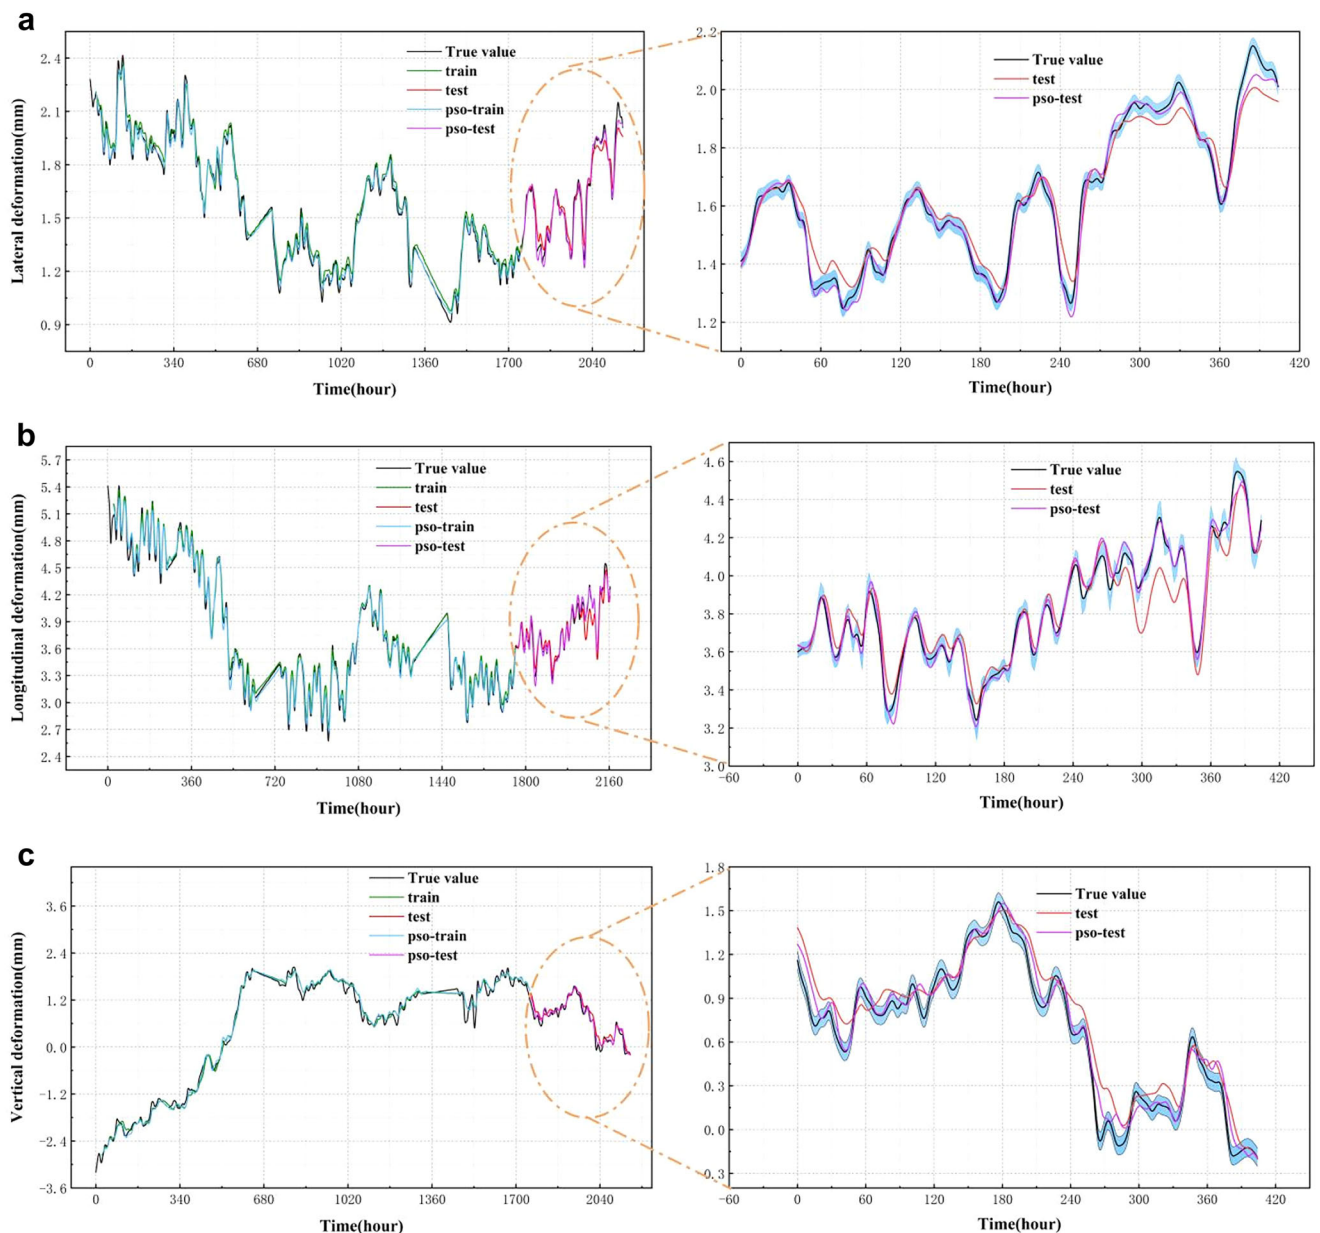 a
Lateral deformation(mm)
2.4
2.1
1.8
1.5
1.2
0.9
True value
train
test
pso-train
pso-test
0 340 680 1020 1360 1700 2040
Time(hour)
2.2
2.0
1.8
1.6
1.4
1.2
True value
test
pso-test
0 60 120 180 240 300 360 420
Time(hour)
b
Longitudinal deformation(mm)
5.7
5.4
5.1
4.8
4.5
4.2
3.9
3.6
3.3
3.0
2.7
2.4
True value
train
test
pso-train
pso-test
0 360 720 1080 1440 1800 2160
Time(hour)
4.6
4.4
4.2
4.0
3.8
3.6
3.4
3.2
3.0
True value
test
pso-test
-60 0 60 120 180 240 300 360 420
Time(hour)
c
Vertical deformation(mm)
3.6
2.4
1.2
0.0
-1.2
-2.4
-3.6
True value
train
test
pso-train
pso-test
0 340 680 1020 1360 1700 2040
Time(hour)
1.8
1.5
1.2
0.9
0.6
0.3
0.0
0.3
True value
test
pso-test
-60 0 60 120 180 240 300 360 420
Time(hour)